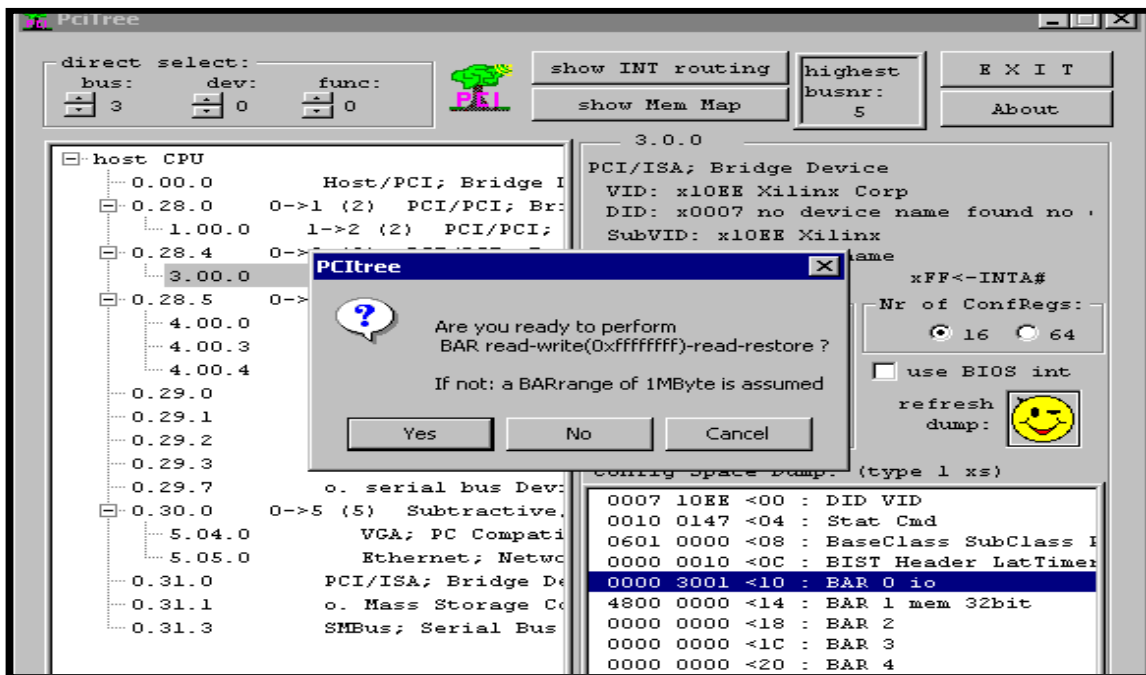 PciTree
direct select:
bus: dev: func:
3 0 0
PCI
show INT routing
show Mem Map
highest
busnr:
5
E X I T
About
host CPU
0.00.0 Host/PCI; Bridge
0.28.0 0->1 (2) PCI/PCI; Br
1.00.0 1->2 (2) PCI/PCI;
0.28.4 0->
3.00.0
0.28.5 0->
4.00.0
4.00.3
4.00.4
0.29.0
0.29.1
0.29.2
0.29.3
0.29.7 o. serial bus Dev
0.30.0 0->5 (5) Subtractive
5.04.0 VGA; PC Compati
5.05.0 Ethernet; Netwo
0.31.0 PCI/ISA; Bridge De
0.31.1 o. Mass Storage Co
0.31.3 SMBus; Serial Bus
3.0.0
PCI/ISA; Bridge Device
VID: x10EE Xilinx Corp
DID: x0007 no device name found no
SubVID: x10EE Xilinx
ame
xFF<-INTA#
Nr of ConfRegs:
16 64
use BIOS int
refresh
dump:
PCItree
Are you ready to perform
BAR read-write(0xffffffff)-read-restore ?
If not: a BARrange of 1MByte is assumed
Yes No Cancel
Config Space Dump: (type 1 xs)
0007 10EE <00 : DID VID
0010 0147 <04 : Stat Cmd
0601 0000 <08 : BaseClass SubClass
0000 0010 <0C : BIST Header LatTimer
0000 3001 <10 : BAR 0 io
4800 0000 <14 : BAR 1 mem 32bit
0000 0000 <18 : BAR 2
0000 0000 <1C : BAR 3
0000 0000 <20 : BAR 4